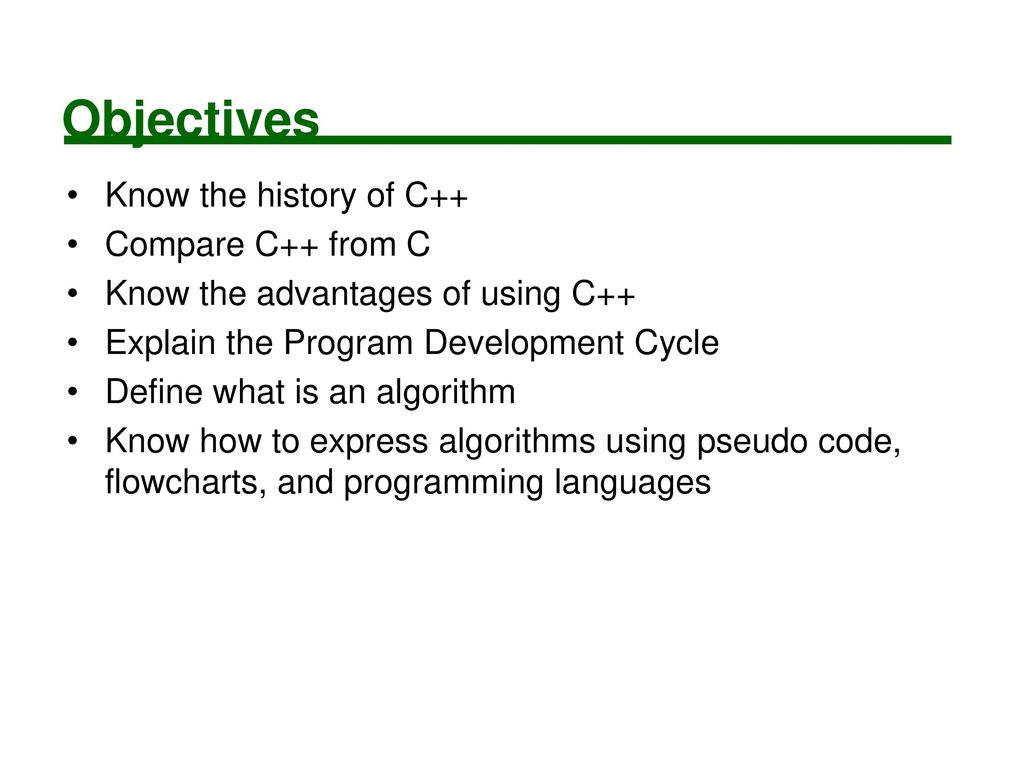 Objectives
• Know the history of C++
• Compare C++ from C
• Know the advantages of using C++
• Explain the Program Development Cycle
• Define what is an algorithm
• Know how to express algorithms using pseudo code,
flowcharts, and programming languages